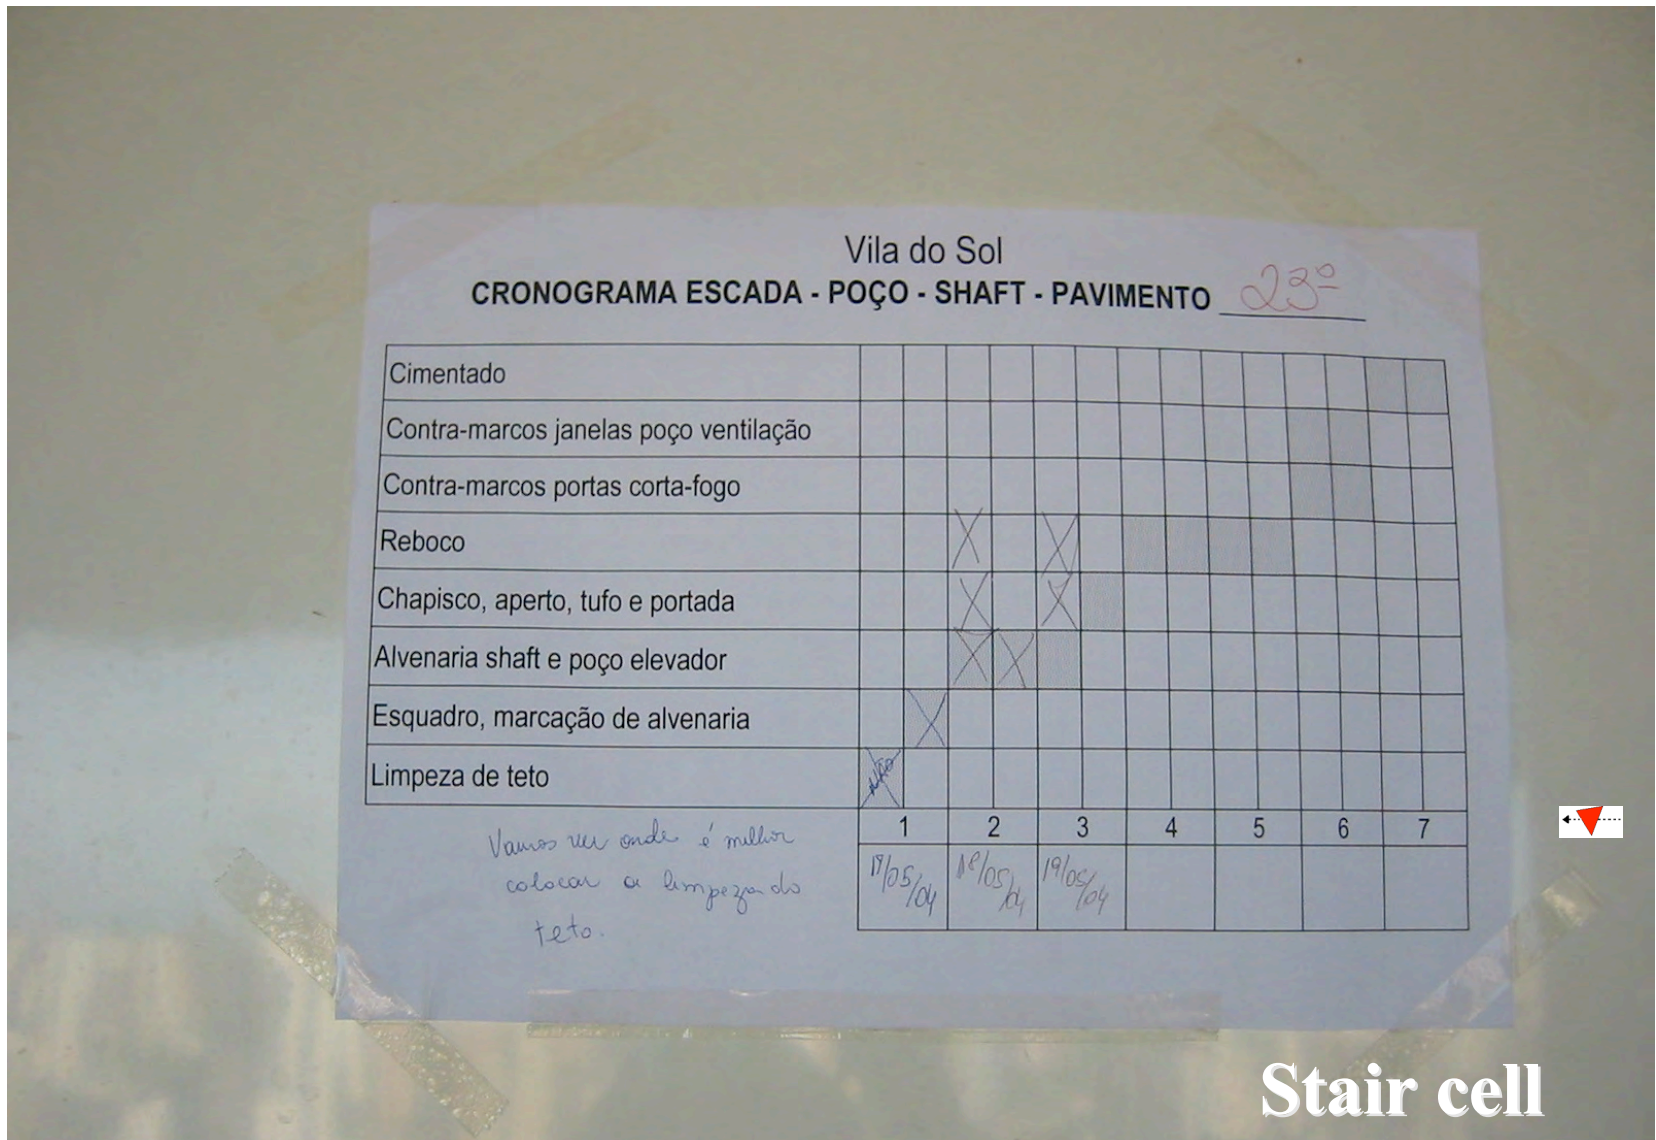 Vila do Sol
CRONOGRAMA ESCADA - POÇO - SHAFT - PAVIMENTO 23º
Cimentado
Contra-marcos janelas poço ventilação
Contra-marcos portas corta-fogo
Reboco
Chapisco, aperto, tufo e portada
Alvenaria shaft e poço elevador
Esquadro, marcação de alvenaria
Limpeza de teto NÃO
1 2 3 4 5 6 7
17/05/04 18/05/04 19/05/04
Vamos ver onde é melhor
colocar a limpeza do
teto.
Stair cell